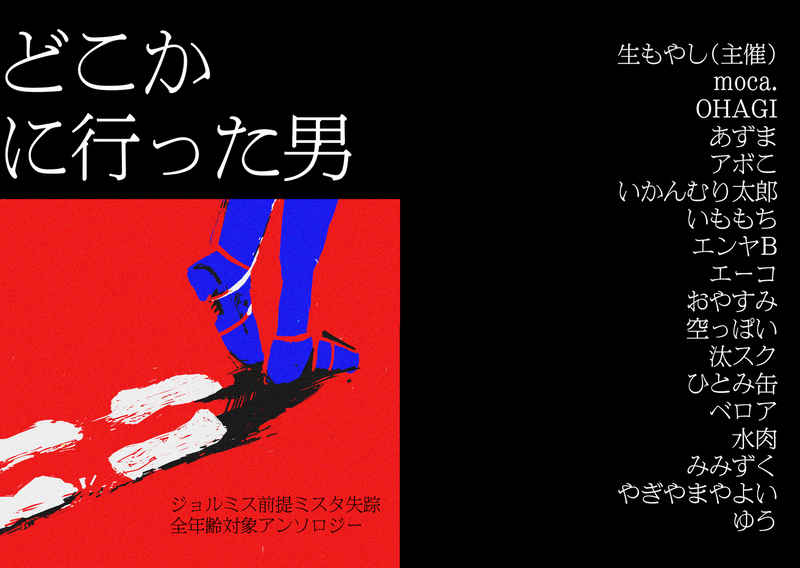 どこか
に行った男
ジョルミス前提ミスタ失踪
全年齢対象アンソロジー
生もやし（主催）
moca.
OHAGI
あずま
アボこ
いかんむり太郎
いももち
エンヤB
エーコ
おやすみ
空っぽい
汰スク
ひとみ缶
ベロア
水肉
みみずく
やぎやまやよい
ゆう